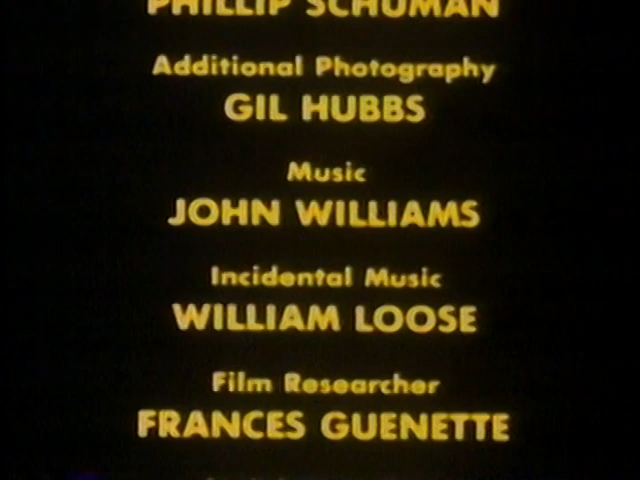 PHILLIP SCHUMAN
Additional Photography
GIL HUBBS
Music
JOHN WILLIAMS
Incidental Music
WILLIAM LOOSE
Film Researcher
FRANCES GUENETTE